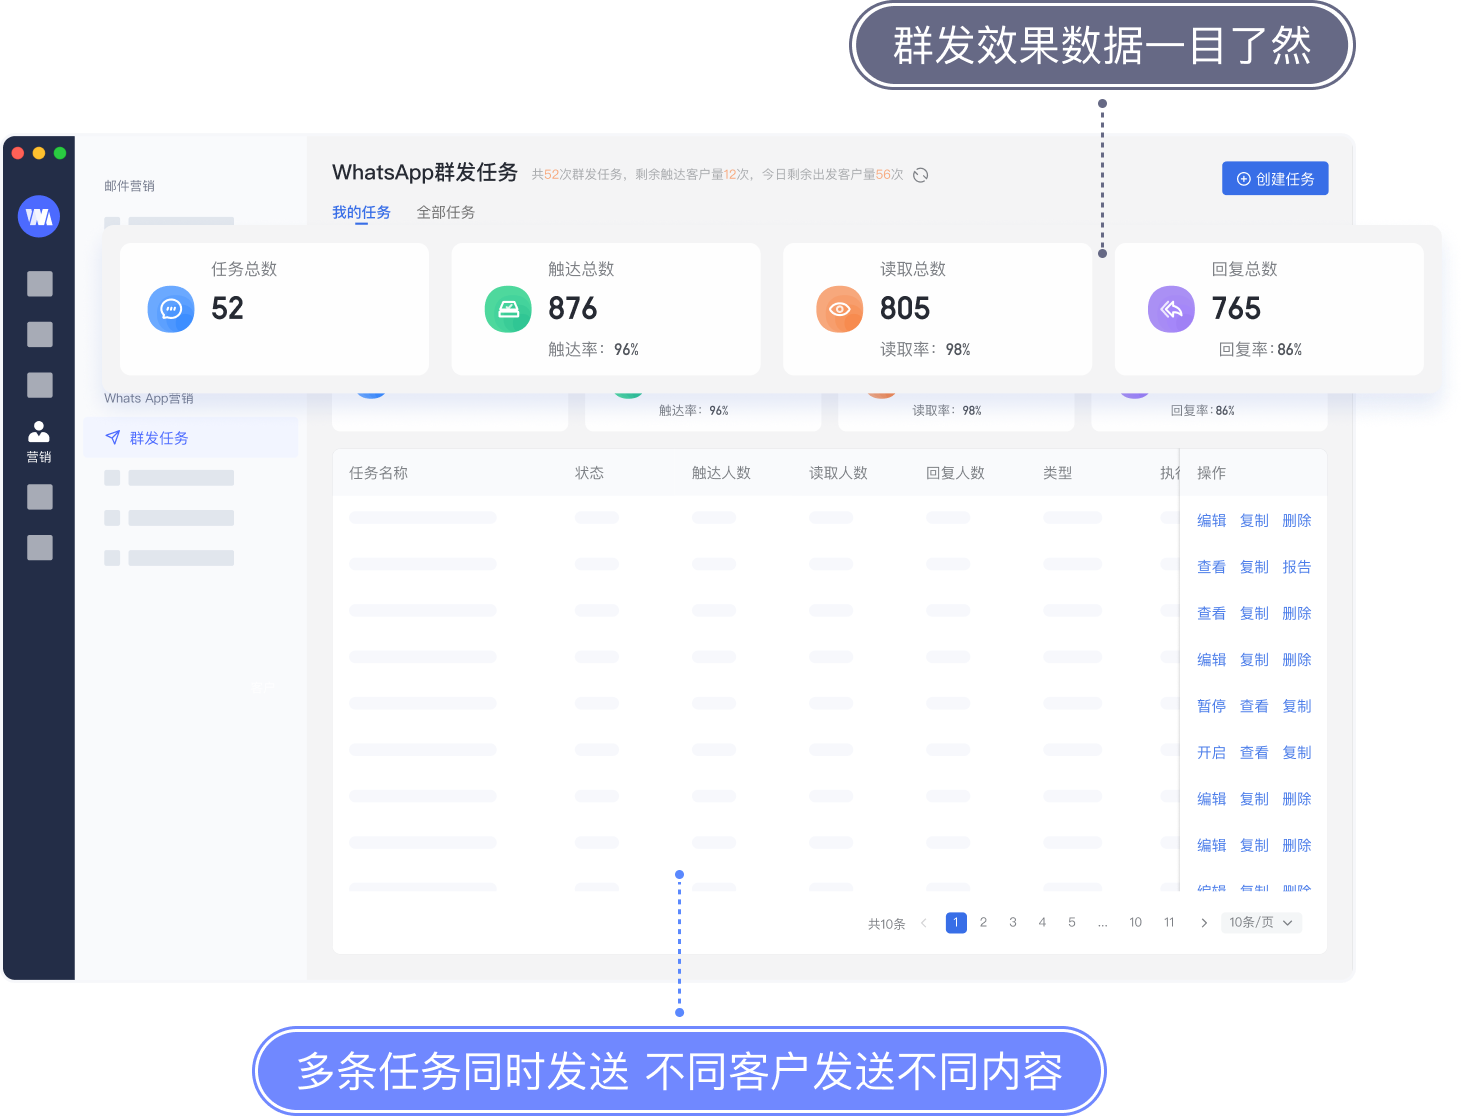 群发效果数据一目了然
邮件营销
WhatsApp群发任务 共52次群发任务，剩余触达客户量12次，今日剩余出发客户量56次
创建任务
我的任务 全部任务
任务总数
52
触达总数
876
触达率：96%
读取总数
805
读取率：98%
回复总数
765
回复率：86%
Whats App营销
触达率：96% 读取率：98% 回复率：86%
群发任务
营销
任务名称 状态 触达人数 读取人数 回复人数 类型 执行 操作
编辑 复制 删除
查看 复制 报告
查看 复制 删除
编辑 复制 删除
暂停 查看 复制
开启 查看 复制
编辑 复制 删除
编辑 复制 删除
编辑 复制 删除
共10条 1 2 3 4 5 ... 10 11 10条/页
多条任务同时发送 不同客户发送不同内容